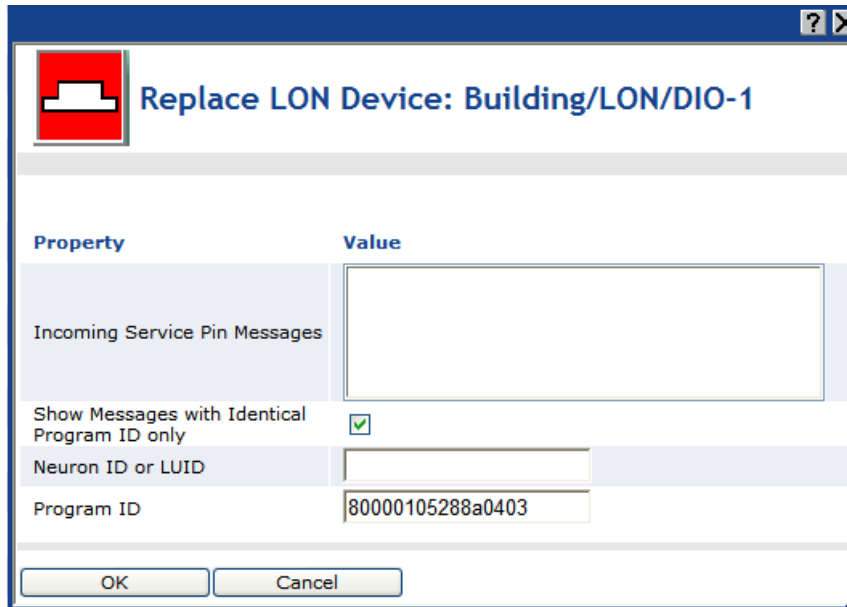 ?
Replace LON Device: Building/LON/DIO-1
Property Value
Incoming Service Pin Messages
Show Messages with Identical
Program ID only
Neuron ID or LUID
Program ID 80000105288a0403
OK Cancel